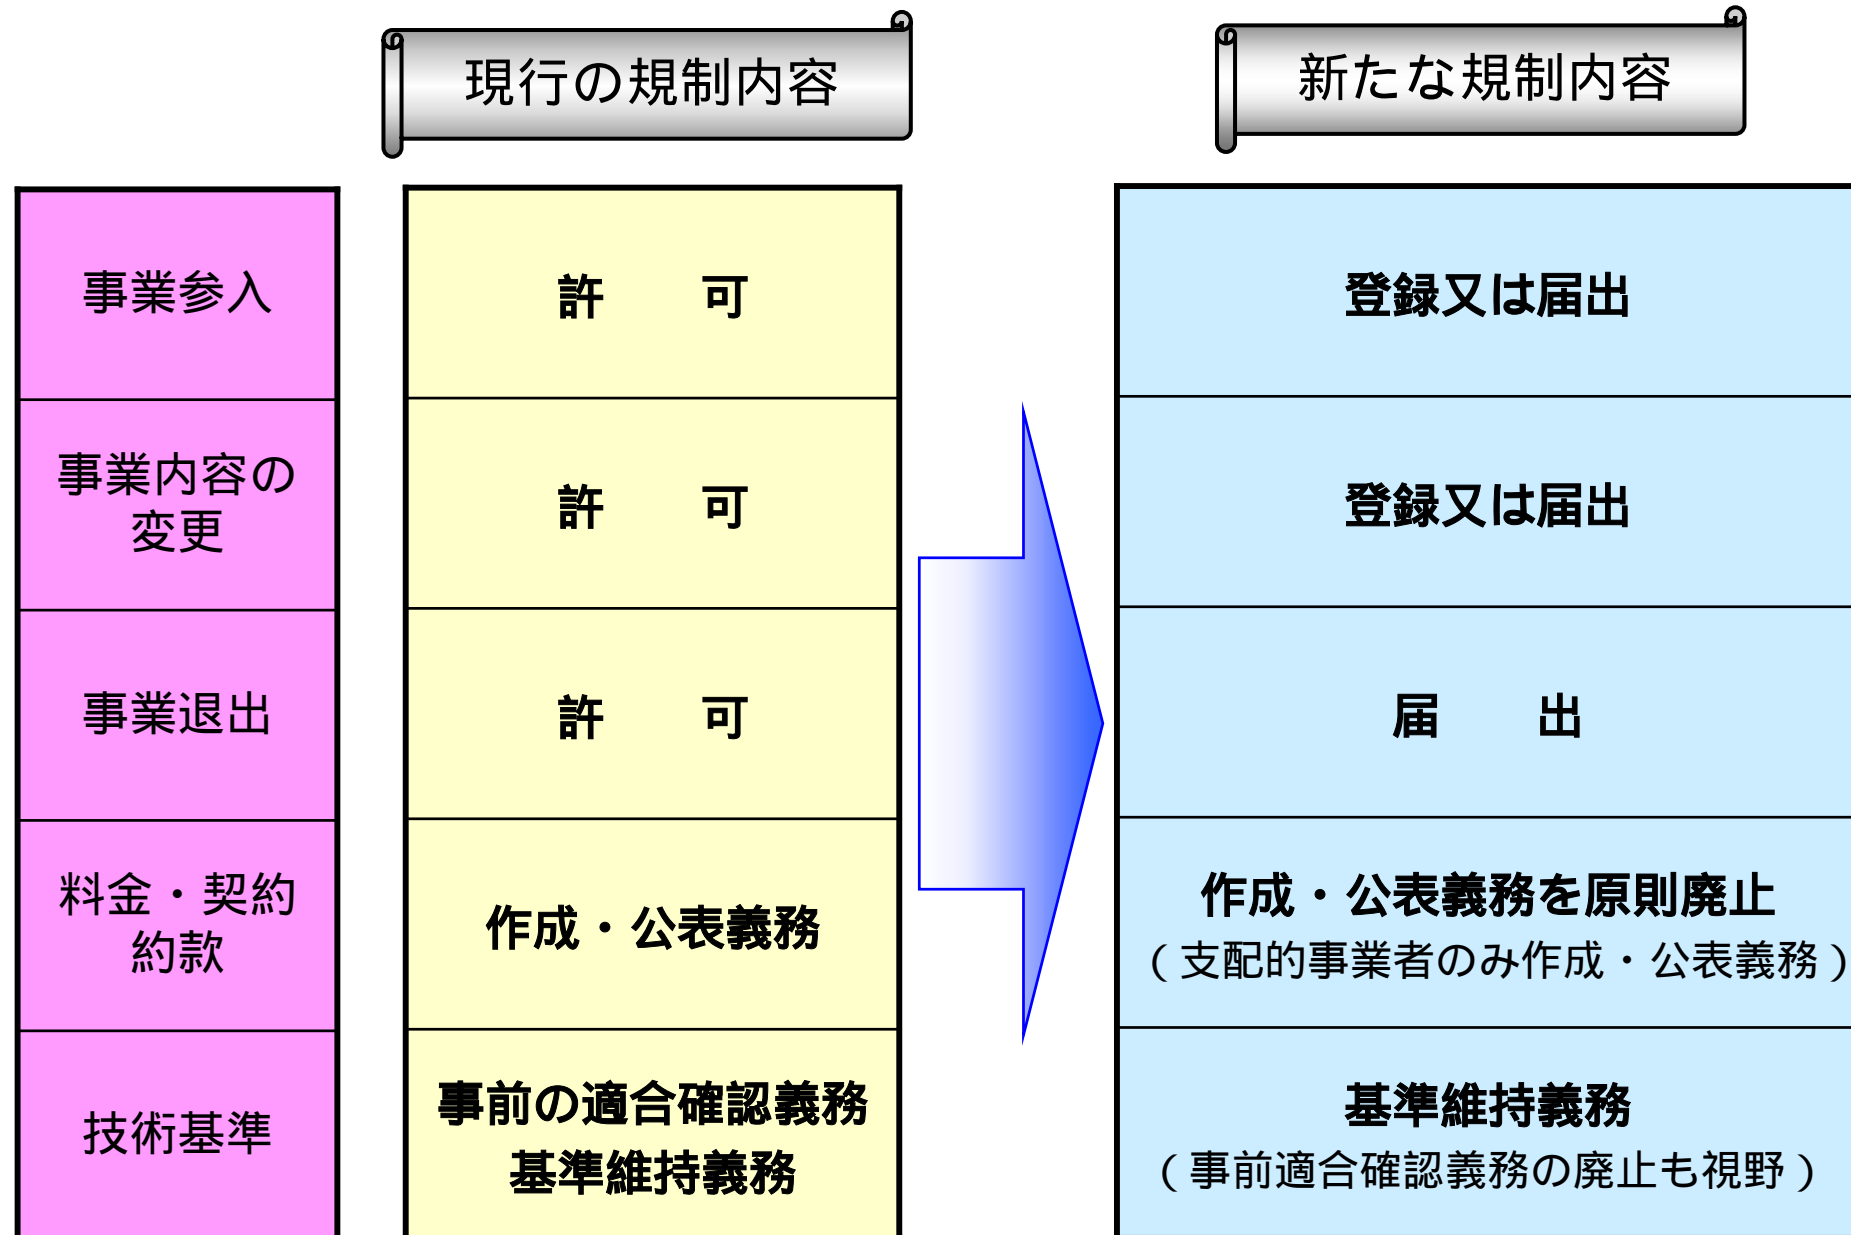 現行の規制内容
新たな規制内容
事業参入
許　　可
登録又は届出
事業内容の
変更
許　　可
登録又は届出
事業退出
許　　可
届　　出
料金・契約
約款
作成・公表義務
作成・公表義務を原則廃止
（支配的事業者のみ作成・公表義務）
技術基準
事前の適合確認義務
基準維持義務
基準維持義務
（事前適合確認義務の廃止も視野）